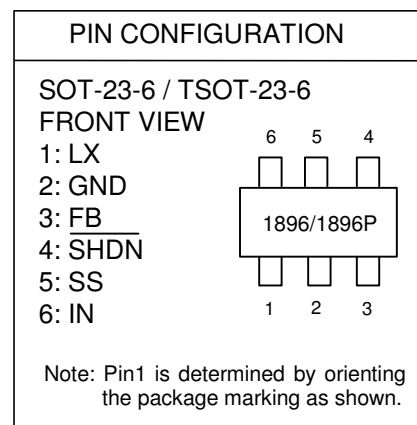 PIN CONFIGURATION
SOT-23-6 / TSOT-23-6
FRONT VIEW
1: LX
2: GND
3: FB
4: SHDN
5: SS
6: IN
6 5 4
1896/1896P
1 2 3
Note: Pin1 is determined by orienting
the package marking as shown.